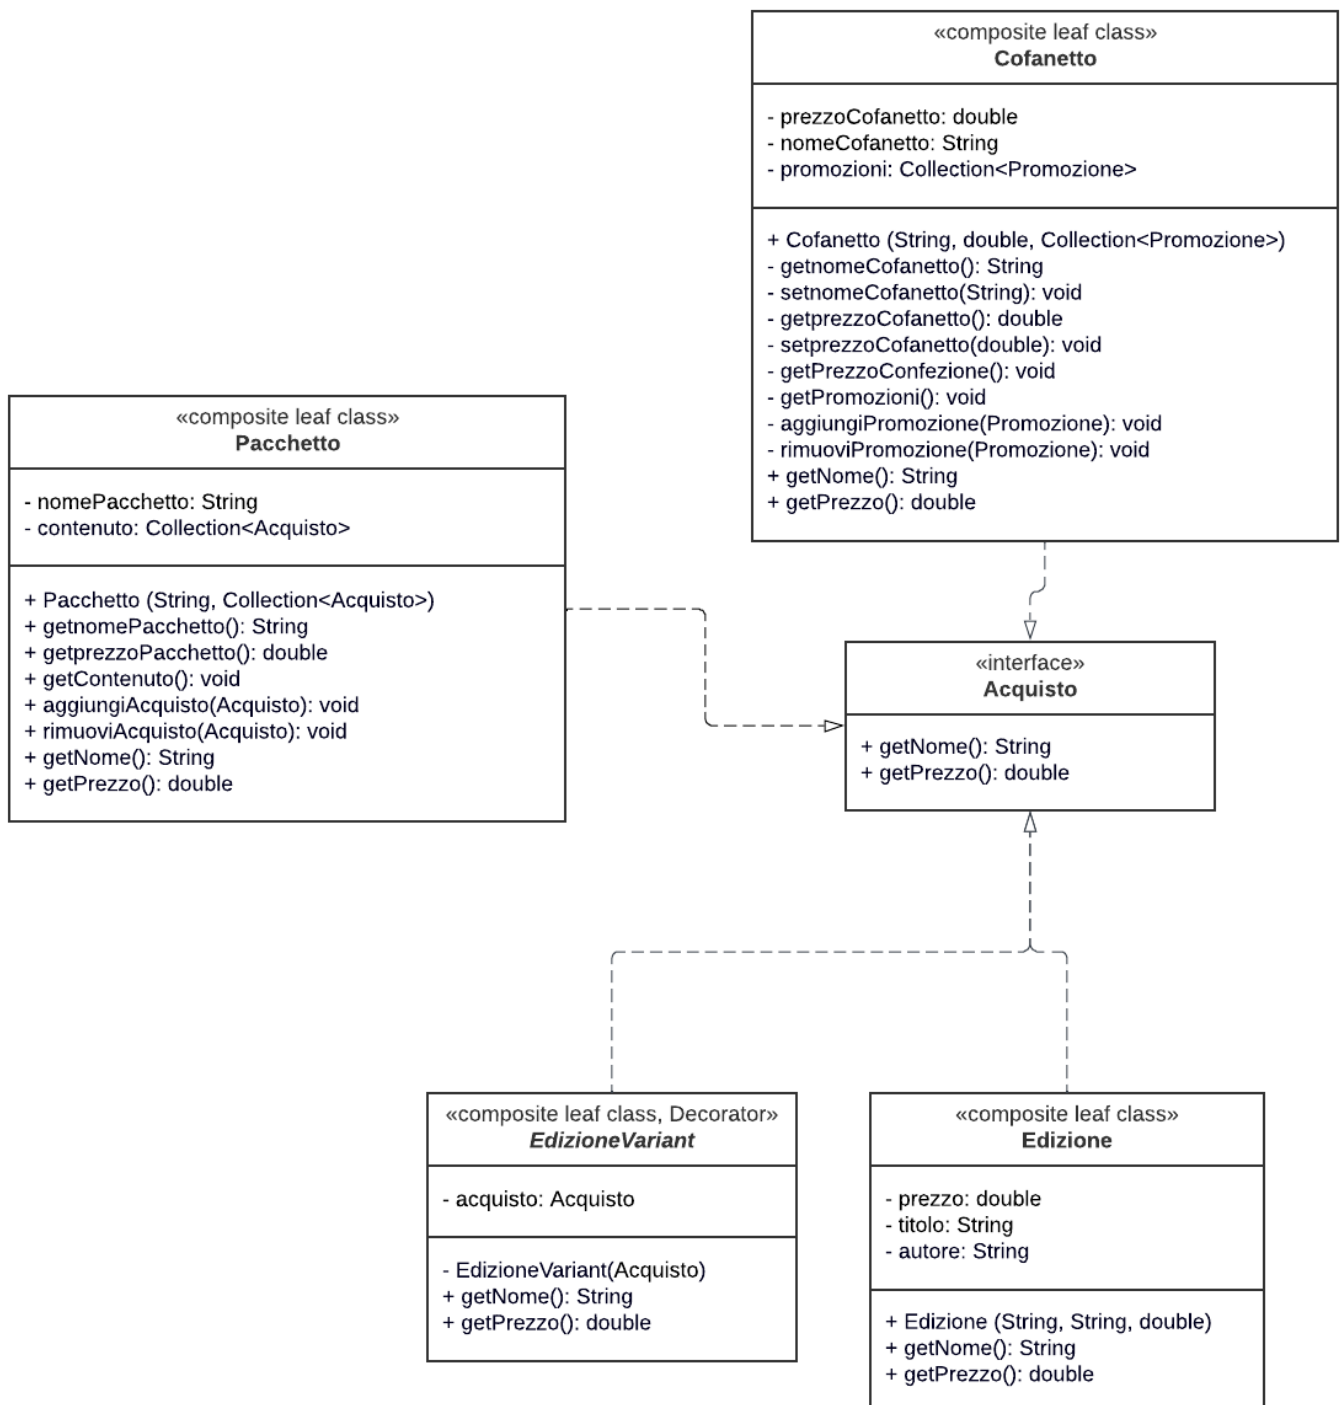 «composite leaf class»
Cofanetto
- prezzoCofanetto: double
- nomeCofanetto: String
- promozioni: Collection<Promozione>
+ Cofanetto (String, double, Collection<Promozione>)
- getnomeCofanetto(): String
- setnomeCofanetto(String): void
- getprezzoCofanetto(): double
- setprezzoCofanetto(double): void
- getPrezzoConfezione(): void
- getPromozioni(): void
- aggiungiPromozione(Promozione): void
- rimuoviPromozione(Promozione): void
+ getNome(): String
+ getPrezzo(): double
«composite leaf class»
Pacchetto
- nomePacchetto: String
- contenuto: Collection<Acquisto>
+ Pacchetto (String, Collection<Acquisto>)
+ getnomePacchetto(): String
+ getprezzoPacchetto(): double
+ getContenuto(): void
+ aggiungiAcquisto(Acquisto): void
+ rimuoviAcquisto(Acquisto): void
+ getNome(): String
+ getPrezzo(): double
«interface»
Acquisto
+ getNome(): String
+ getPrezzo(): double
«composite leaf class, Decorator»
EdizioneVariant
- acquisto: Acquisto
- EdizioneVariant(Acquisto)
+ getNome(): String
+ getPrezzo(): double
«composite leaf class»
Edizione
- prezzo: double
- titolo: String
- autore: String
+ Edizione (String, String, double)
+ getNome(): String
+ getPrezzo(): double